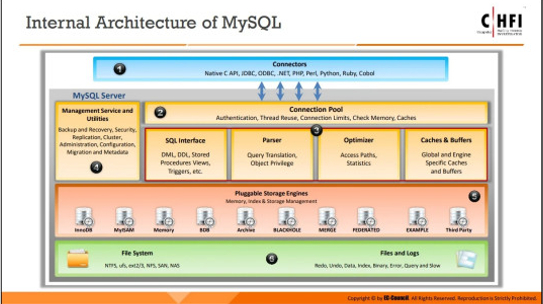 Internal Architecture of MySQL
CHFI
1
Connectors
Native C API, JDBC, ODBC, .NET, PHP, Perl, Python, Ruby, Cobol
MySQL Server
Management Service and
Utilities
Backup and Recovery, Security,
Replication, Cluster,
Administration, Configuration,
Migration and Metadata
4
2
Connection Pool
Authentication, Thread Reuse, Connection Limits, Check Memory, Caches
3
SQL Interface
DML, DDL, Stored
Procedures Views,
Triggers, etc.
Parser
Query Translation,
Object Privilege
Optimizer
Access Paths,
Statistics
Caches & Buffers
Global and Engine
Specific Caches
and Buffers
Pluggable Storage Engines
5
Memory, Index & Storage Management
InnoDB MyISAM Memory BDB Archive BLACKHOLE MERGE FEDERATED EXAMPLE Third Party
File System
NTFS, ufs, ext2/3, NFS, SAN, NAS
6
Files and Logs
Redo, Undo, Data, Index, Binary, Error, Query and Slow
Copyright © by EC-Council. All Rights Reserved. Reproduction is Strictly Prohibited.